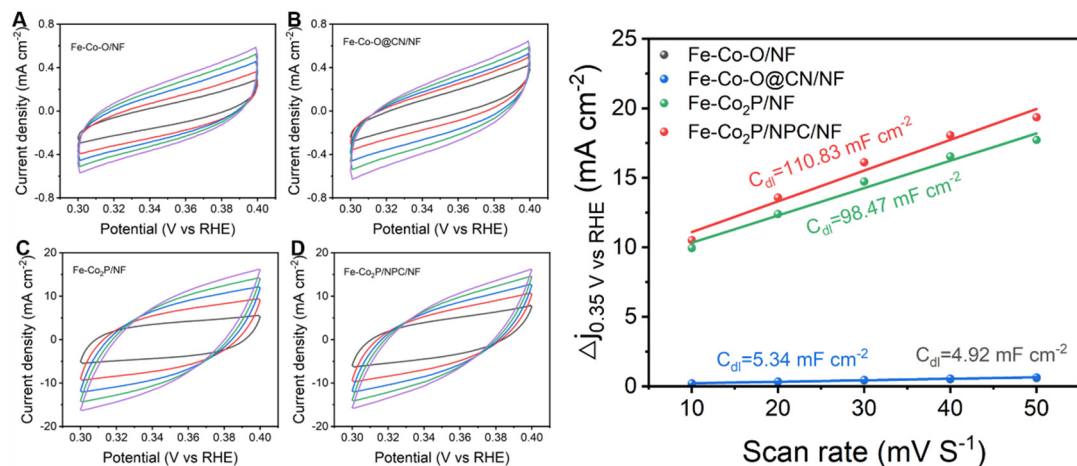 A
Fe-Co-O/NF
Current density (mA cm-2)
0.8
0.4
0.0
-0.4
-0.8
0.30 0.32 0.34 0.36 0.38 0.40
Potential (V vs RHE)
B
Fe-Co-O@CN/NF
Current density (mA cm-2)
0.8
0.4
0.0
-0.4
-0.8
0.30 0.32 0.34 0.36 0.38 0.40
Potential (V vs RHE)
C
Fe-Co2P/NF
Current density (mA cm-2)
20
10
0
-10
-20
0.30 0.32 0.34 0.36 0.38 0.40
Potential (V vs RHE)
D
Fe-Co2P/NPC/NF
Current density (mA cm-2)
20
10
0
-10
-20
0.30 0.32 0.34 0.36 0.38 0.40
Potential (V vs RHE)
△j0.35 V vs RHE (mA cm-2)
25
20
15
10
5
0
Fe-Co-O/NF
Fe-Co-O@CN/NF
Fe-Co2P/NF
Fe-Co2P/NPC/NF
Cdl=110.83 mF cm-2
Cdl=98.47 mF cm-2
Cdl=5.34 mF cm-2
Cdl=4.92 mF cm-2
10 20 30 40 50
Scan rate (mV S-1)